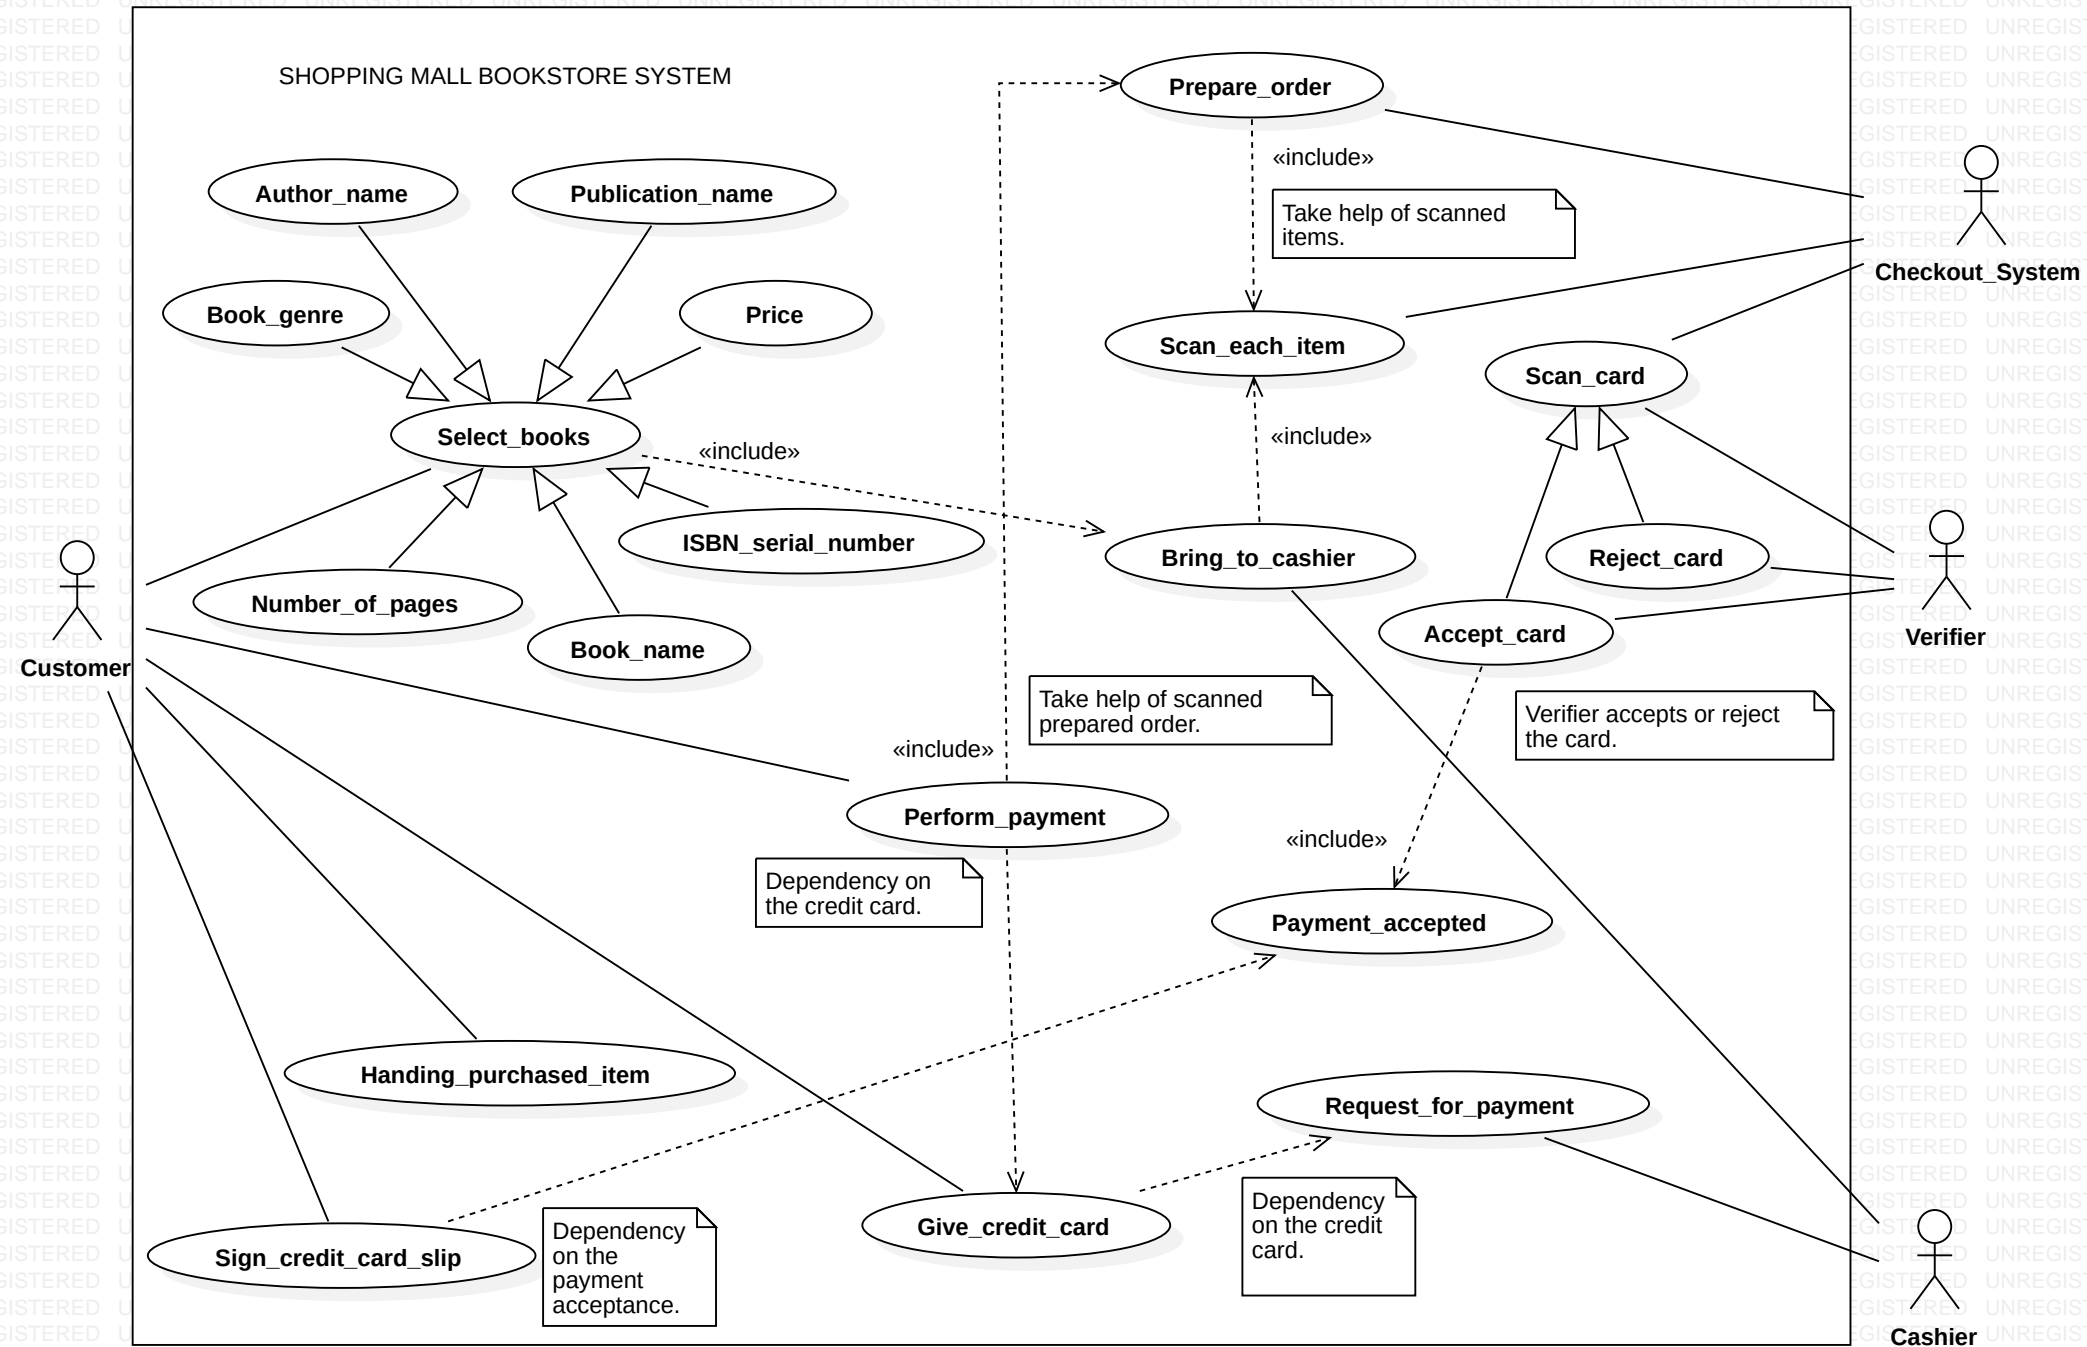 SHOPPING MALL BOOKSTORE SYSTEM
Prepare_order
«include»
Author_name
Publication_name
Take help of scanned
items.
Checkout_System
Book_genre
Price
Scan_each_item
Scan_card
Select_books
«include»
«include»
ISBN_serial_number
Bring_to_cashier
Reject_card
Number_of_pages
Book_name
Accept_card
Verifier
Customer
Take help of scanned
prepared order.
Verifier accepts or reject
the card.
«include»
Perform_payment
«include»
Dependency on
the credit card.
Payment_accepted
Handing_purchased_item
Request_for_payment
Sign_credit_card_slip
Dependency
on the
payment
acceptance.
Give_credit_card
Dependency
on the credit
card.
Cashier
UNREGISTERED